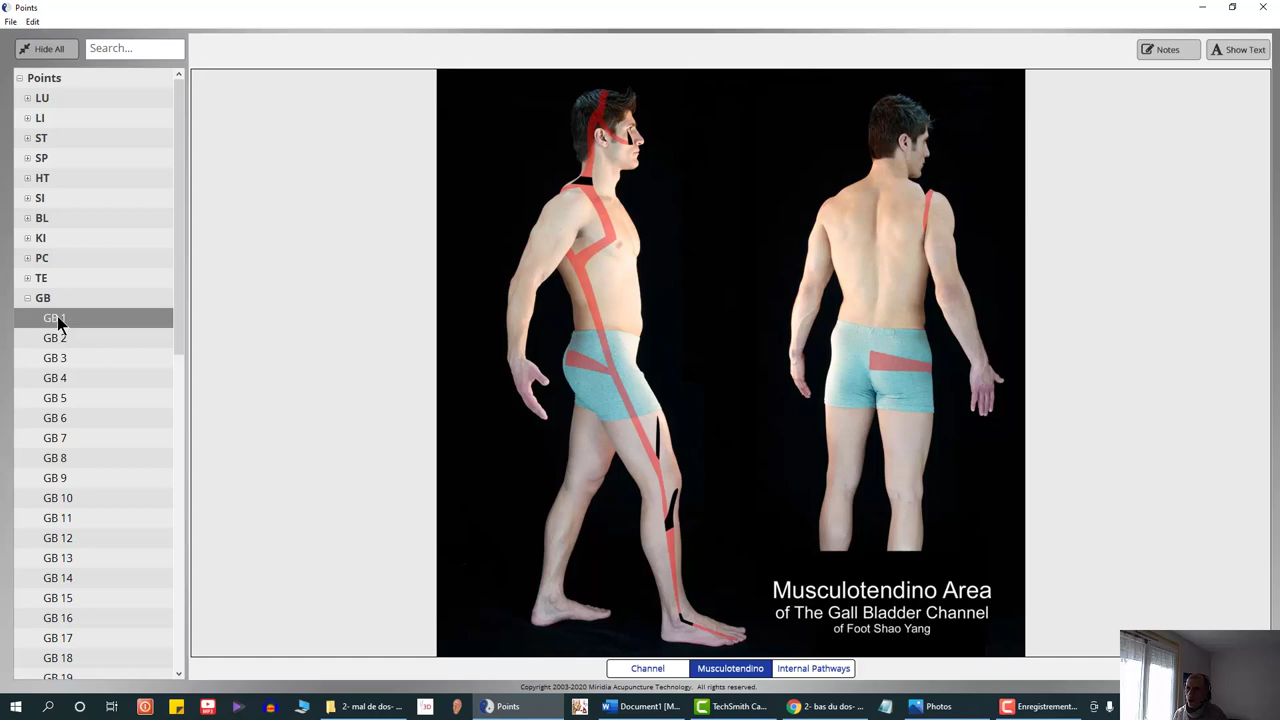 Points
File Edit
Hide All
Search...
Notes
Show Text
Points
LU
LI
ST
SP
HT
SI
BL
KI
PC
TE
GB
GB 1
GB 2
GB 3
GB 4
GB 5
GB 6
GB 7
GB 8
GB 9
GB 10
GB 11
GB 12
GB 13
GB 14
GB 15
GB 16
GB 17
GB 18
GB 19
Musculotendino Area
of The Gall Bladder Channel
of Foot Shao Yang
Channel Musculotendino Internal Pathways
Copyright 2003-2020 Miridia Acupuncture Technology. All rights reserved.
2- mal de dos- ... Points Document1 [M... TechSmith Ca... 2- bas du dos- ... Photos Enregistrement...